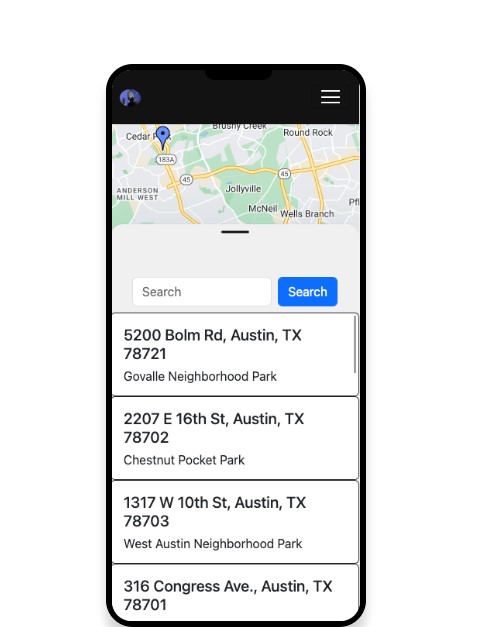 Brushy Creek
Cedar
Round Rock
183A
45
45
ANDERSON
MILL WEST
Jollyville
McNeil
Wells Branch
Pfl
Search
Search
5200 Bolm Rd, Austin, TX
78721
Govalle Neighborhood Park
2207 E 16th St, Austin, TX
78702
Chestnut Pocket Park
1317 W 10th St, Austin, TX
78703
West Austin Neighborhood Park
316 Congress Ave., Austin, TX
78701